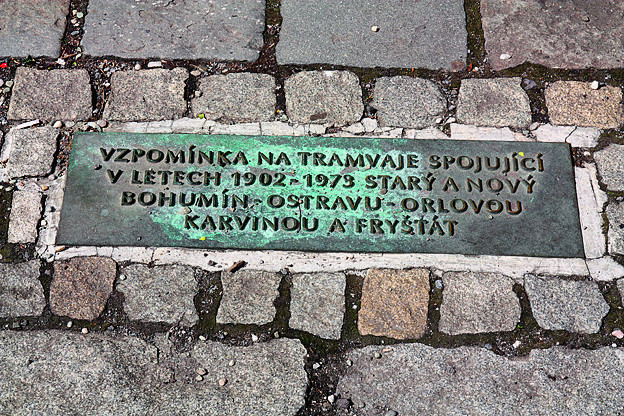 VZPOMÍNKA NA TRAMVAJE SPOJUJÍCÍ
V LETECH 1902-1973 STARÝ A NOVÝ
BOHUMÍN-OSTRAVU-ORLOVOU
KARVINOU A FRYŠTÁT